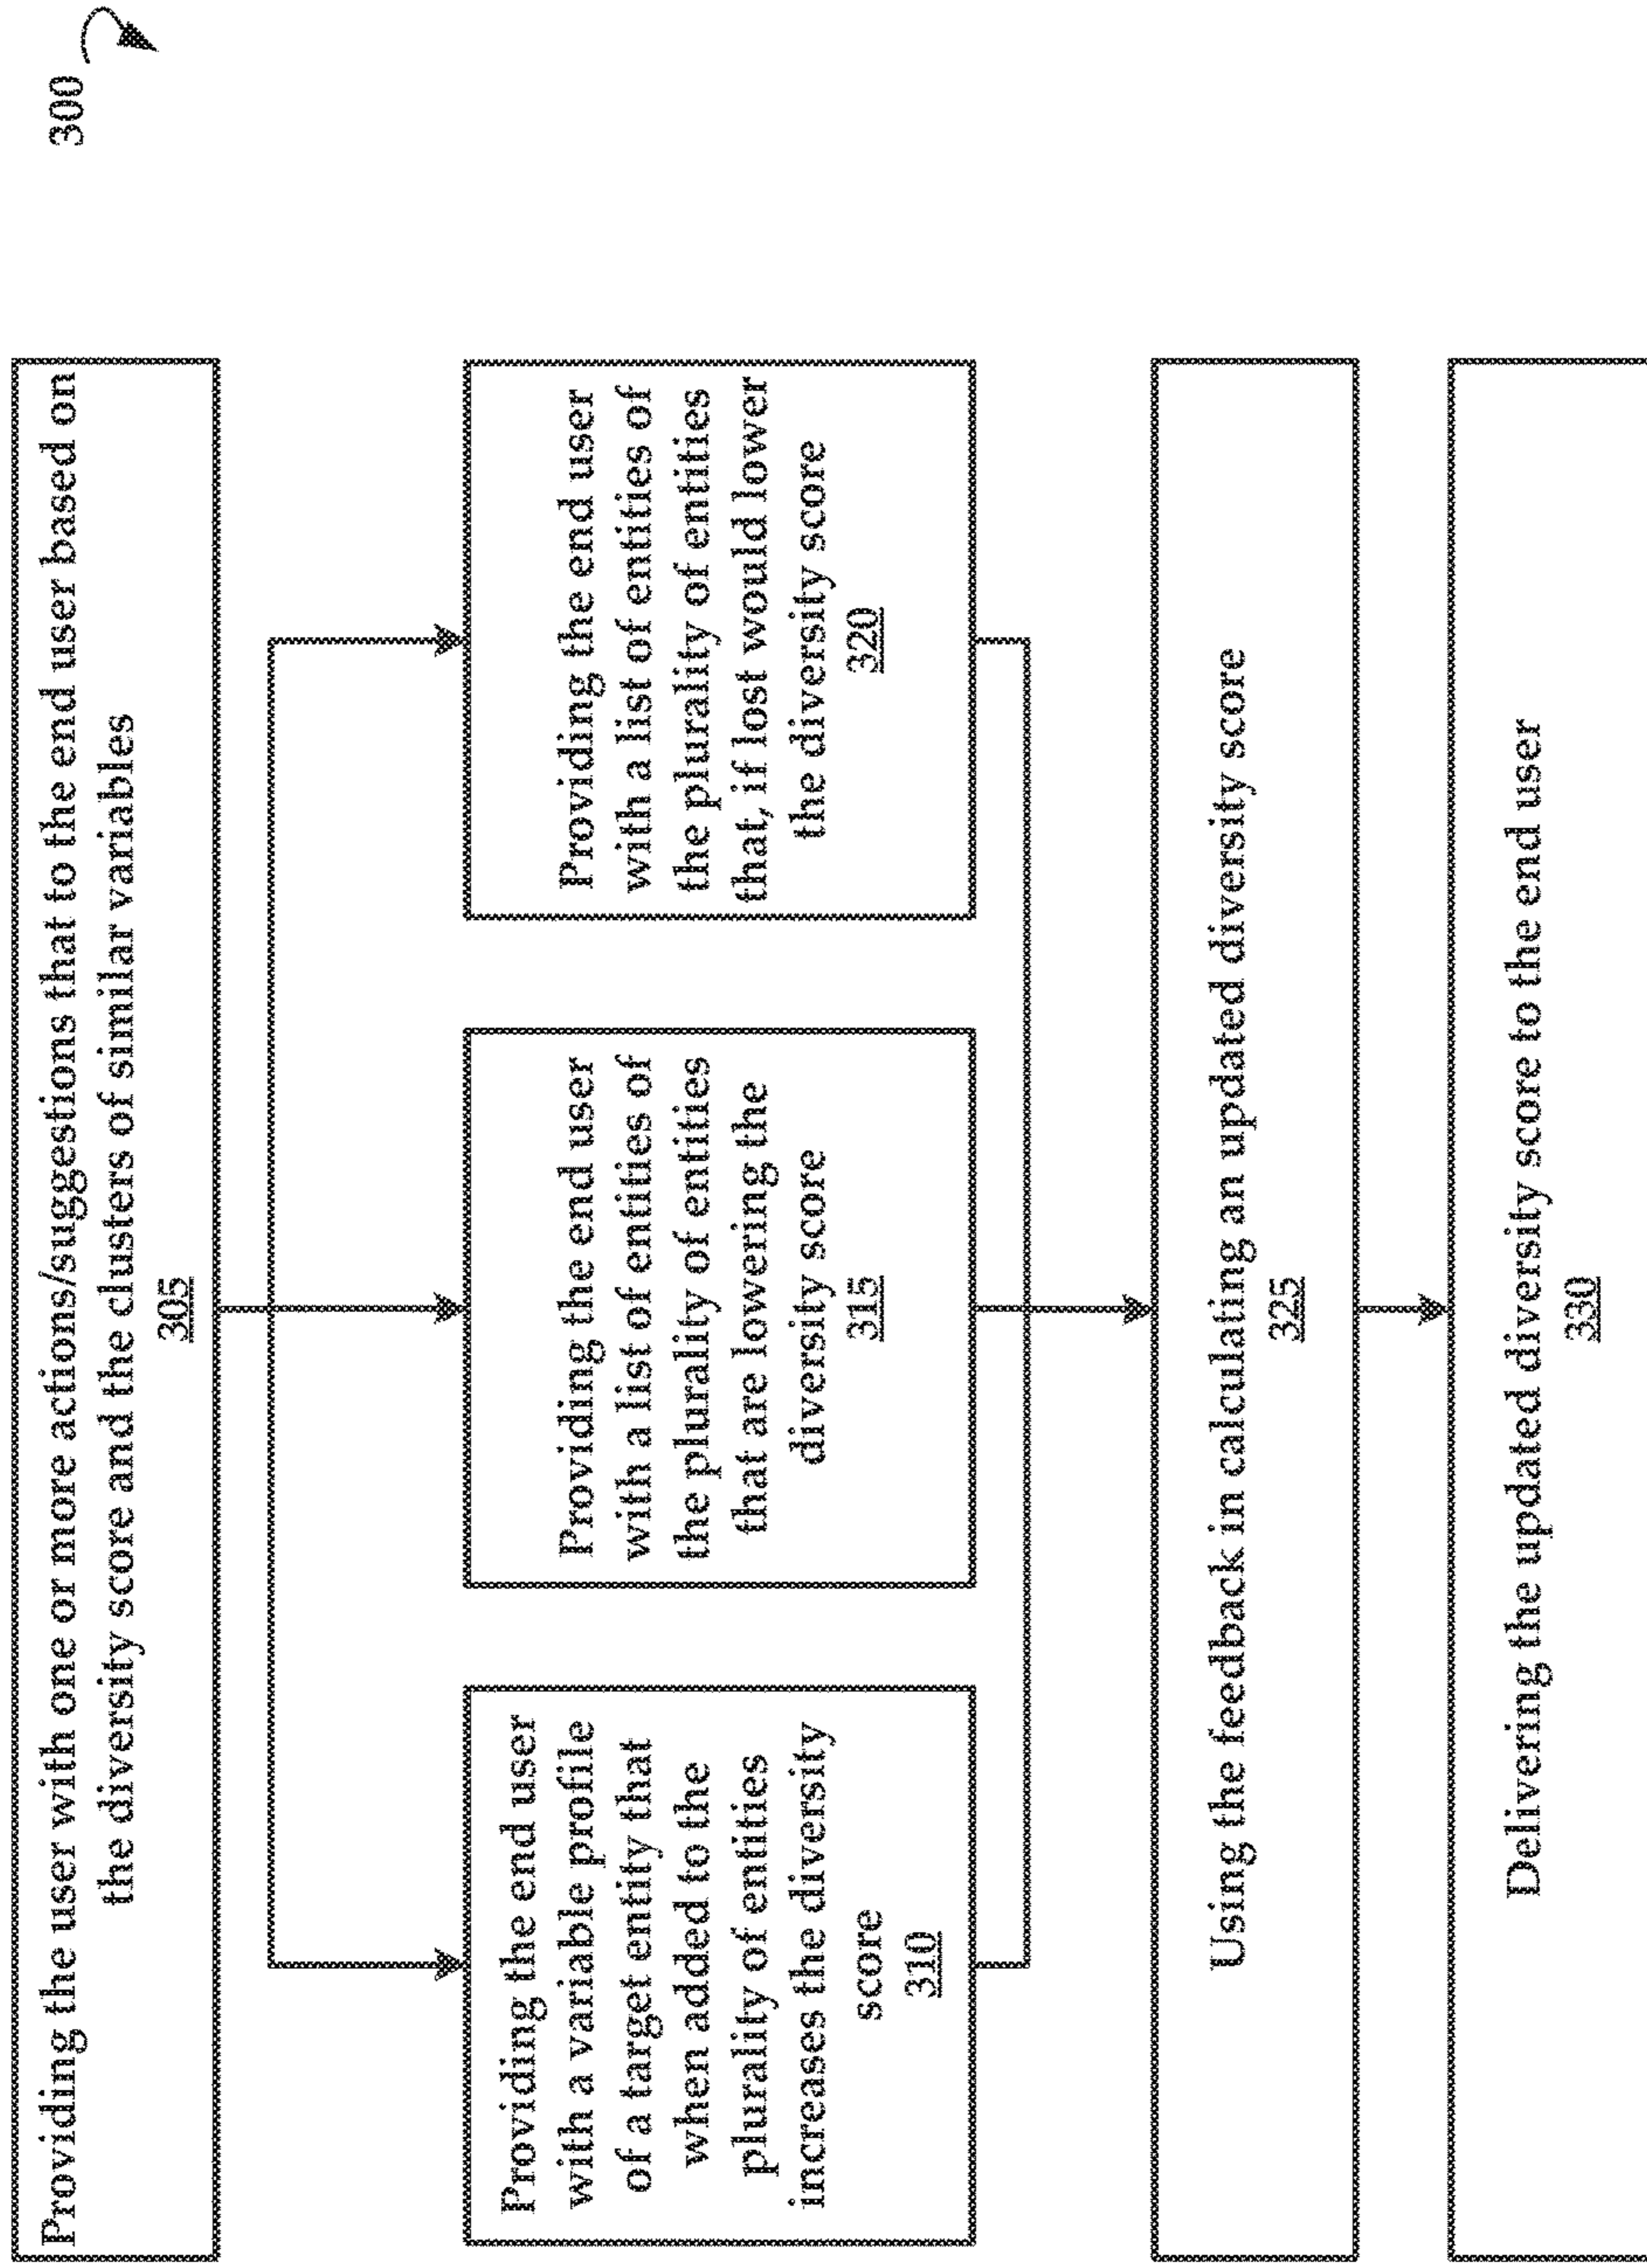 300
Providing the user with one or more actions/suggestions that to the end user based on
the diversity score and the clusters of similar variables
305
Providing the end user
with a variable profile
of a target entity that
when added to the
plurality of entities
increases the diversity
score
310
Providing the end user
with a list of entities of
the plurality of entities
that are lowering the
diversity score
315
Providing the end user
with a list of entities of
the plurality of entities
that, if lost would lower
the diversity score
320
Using the feedback in calculating an updated diversity score
325
Delivering the updated diversity score to the end user
330